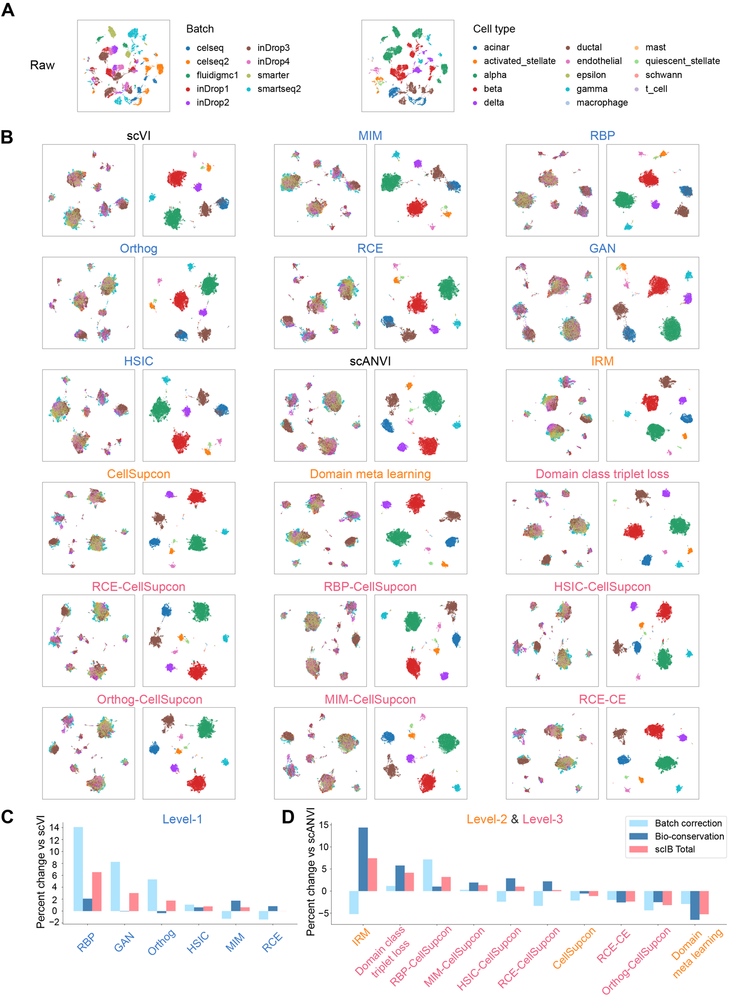 A
Raw
Batch
celseq
celseq2
fluidigmc1
inDrop1
inDrop2
inDrop3
inDrop4
smarter
smartseq2
Cell type
acinar
activated_stellate
alpha
beta
delta
ductal
endothelial
epsilon
gamma
macrophage
mast
quiescent_stellate
schwann
t_cell
B
scVI
MIM
RBP
Orthog
RCE
GAN
HSIC
scANVI
IRM
CellSupcon
Domain meta learning
Domain class triplet loss
RCE-CellSupcon
RBP-CellSupcon
HSIC-CellSupcon
Orthog-CellSupcon
MIM-CellSupcon
RCE-CE
C
Level-1
Percent change vs scVI
14
12
10
8
6
4
2
0
−2
RBP
GAN
Orthog
HSIC
MIM
RCE
D
Level-2 & Level-3
Percent change vs scANVI
15
10
5
0
−5
Batch correction
Bio-conservation
scIB Total
IRM
Domain class
triplet loss
RBP-CellSupcon
MIM-CellSupcon
HSIC-CellSupcon
RCE-CellSupcon
CellSupcon
RCE-CE
Orthog-CellSupcon
Domain
meta learning